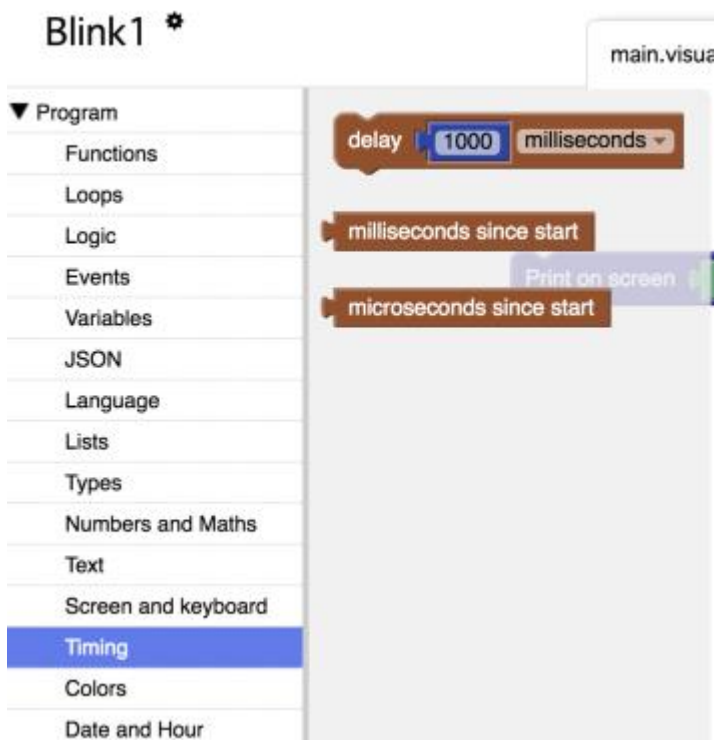 Blink1
main.visua
Program
Functions
Loops
Logic
Events
Variables
JSON
Language
Lists
Types
Numbers and Maths
Text
Screen and keyboard
Timing
Colors
Date and Hour
delay 1000 milliseconds
milliseconds since start
Print on screen
microseconds since start